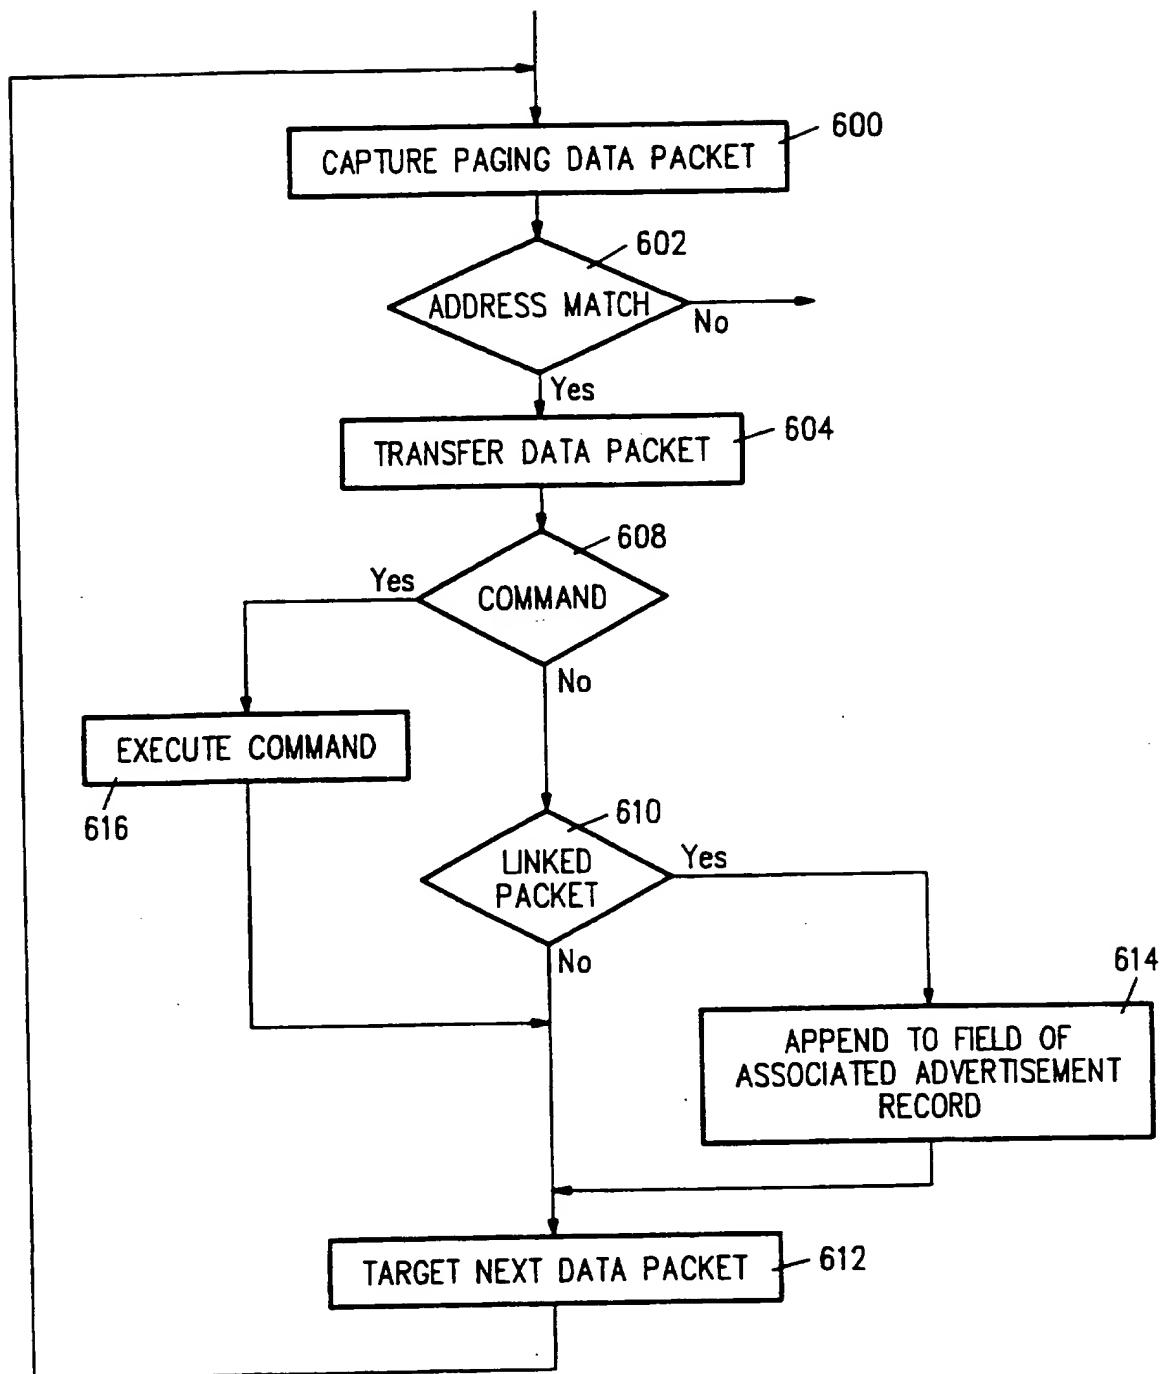 600
CAPTURE PAGING DATA PACKET
602
ADDRESS MATCH
No
Yes
604
TRANSFER DATA PACKET
608
Yes
COMMAND
No
EXECUTE COMMAND
616
610
LINKED
PACKET
Yes
No
614
APPEND TO FIELD OF
ASSOCIATED ADVERTISEMENT
RECORD
TARGET NEXT DATA PACKET
612